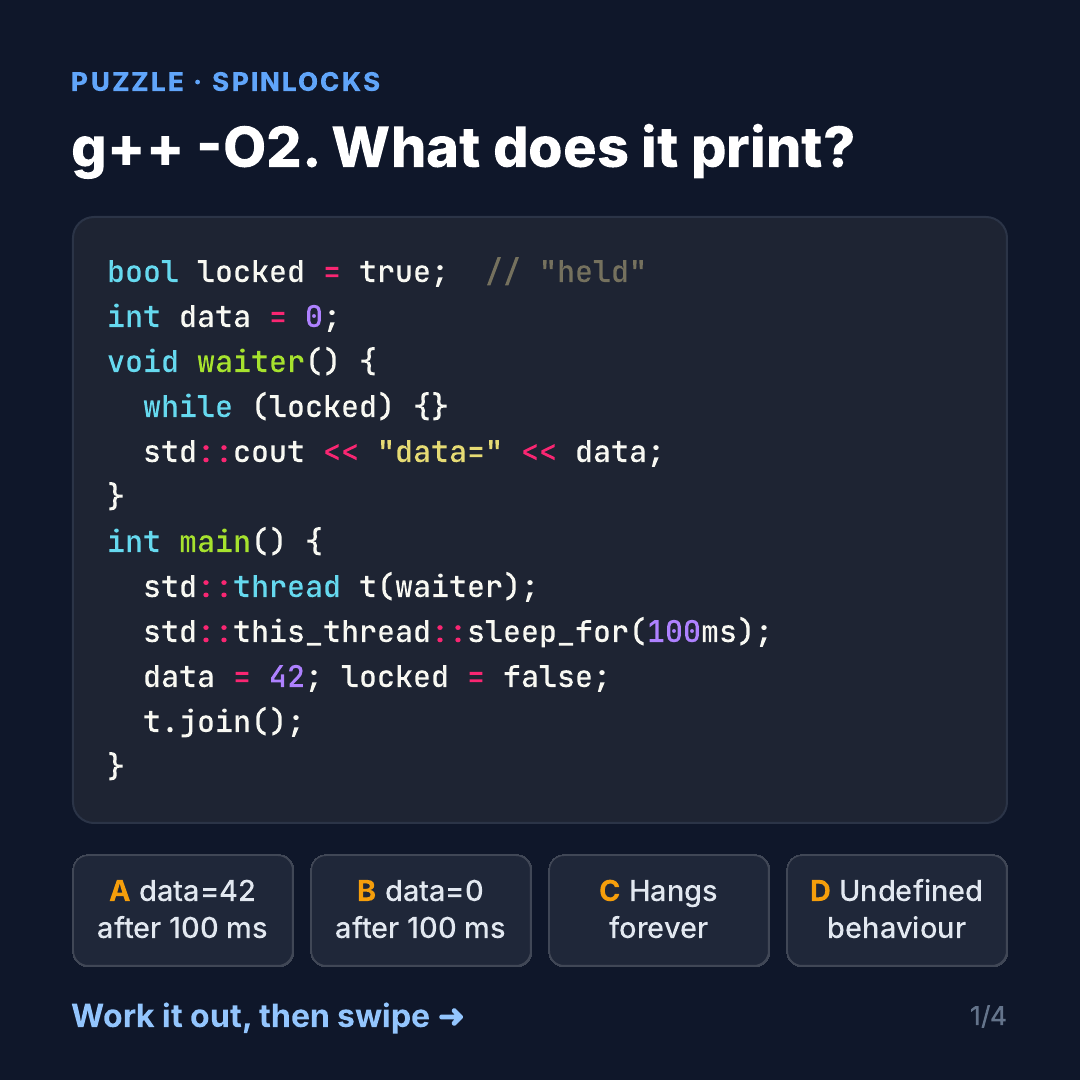 PUZZLE · SPINLOCKS
g++ -O2. What does it print?
bool locked = true;  // "held"
int data = 0;
void waiter() {
  while (locked) {}
  std::cout << "data=" << data;
}
int main() {
  std::thread t(waiter);
  std::this_thread::sleep_for(100ms);
  data = 42; locked = false;
  t.join();
}
A data=42
after 100 ms
B data=0
after 100 ms
C Hangs
forever
D Undefined
behaviour
Work it out, then swipe ➜
1/4